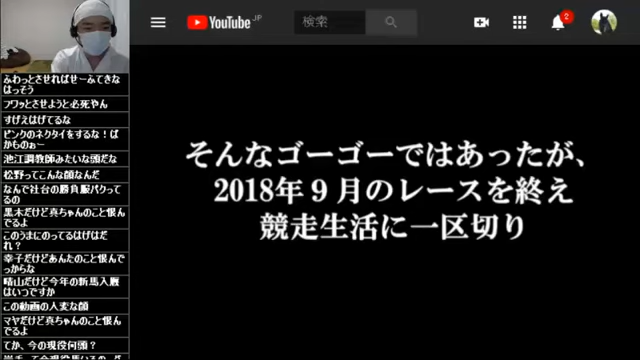 YouTube JP
検索
2
そんなゴーゴーではあったが、
2018年９月のレースを終え
競走生活に一区切り
ふわっとさせればせーふてきな
はっそう
フワッとさせようと必死やん
すげえはげてるな
ピンクのネクタイをするな！ば
かものぉー
池江調教師みたいな頭だな
松野ってこんな顔なんだ
なんで社台の勝負服パクってる
るの
黒木だけど真ちゃんのこと恨ん
でるよ
このうまにのってるはげはだ
れ？
幸子だけどあんたのこと恨んで
っからな
晴山だけど今年の新馬入厩
はいつですか
この動画の人変な顔
マヤだけど真ちゃんのこと恨ん
でるよ
てか、今の現役何頭？